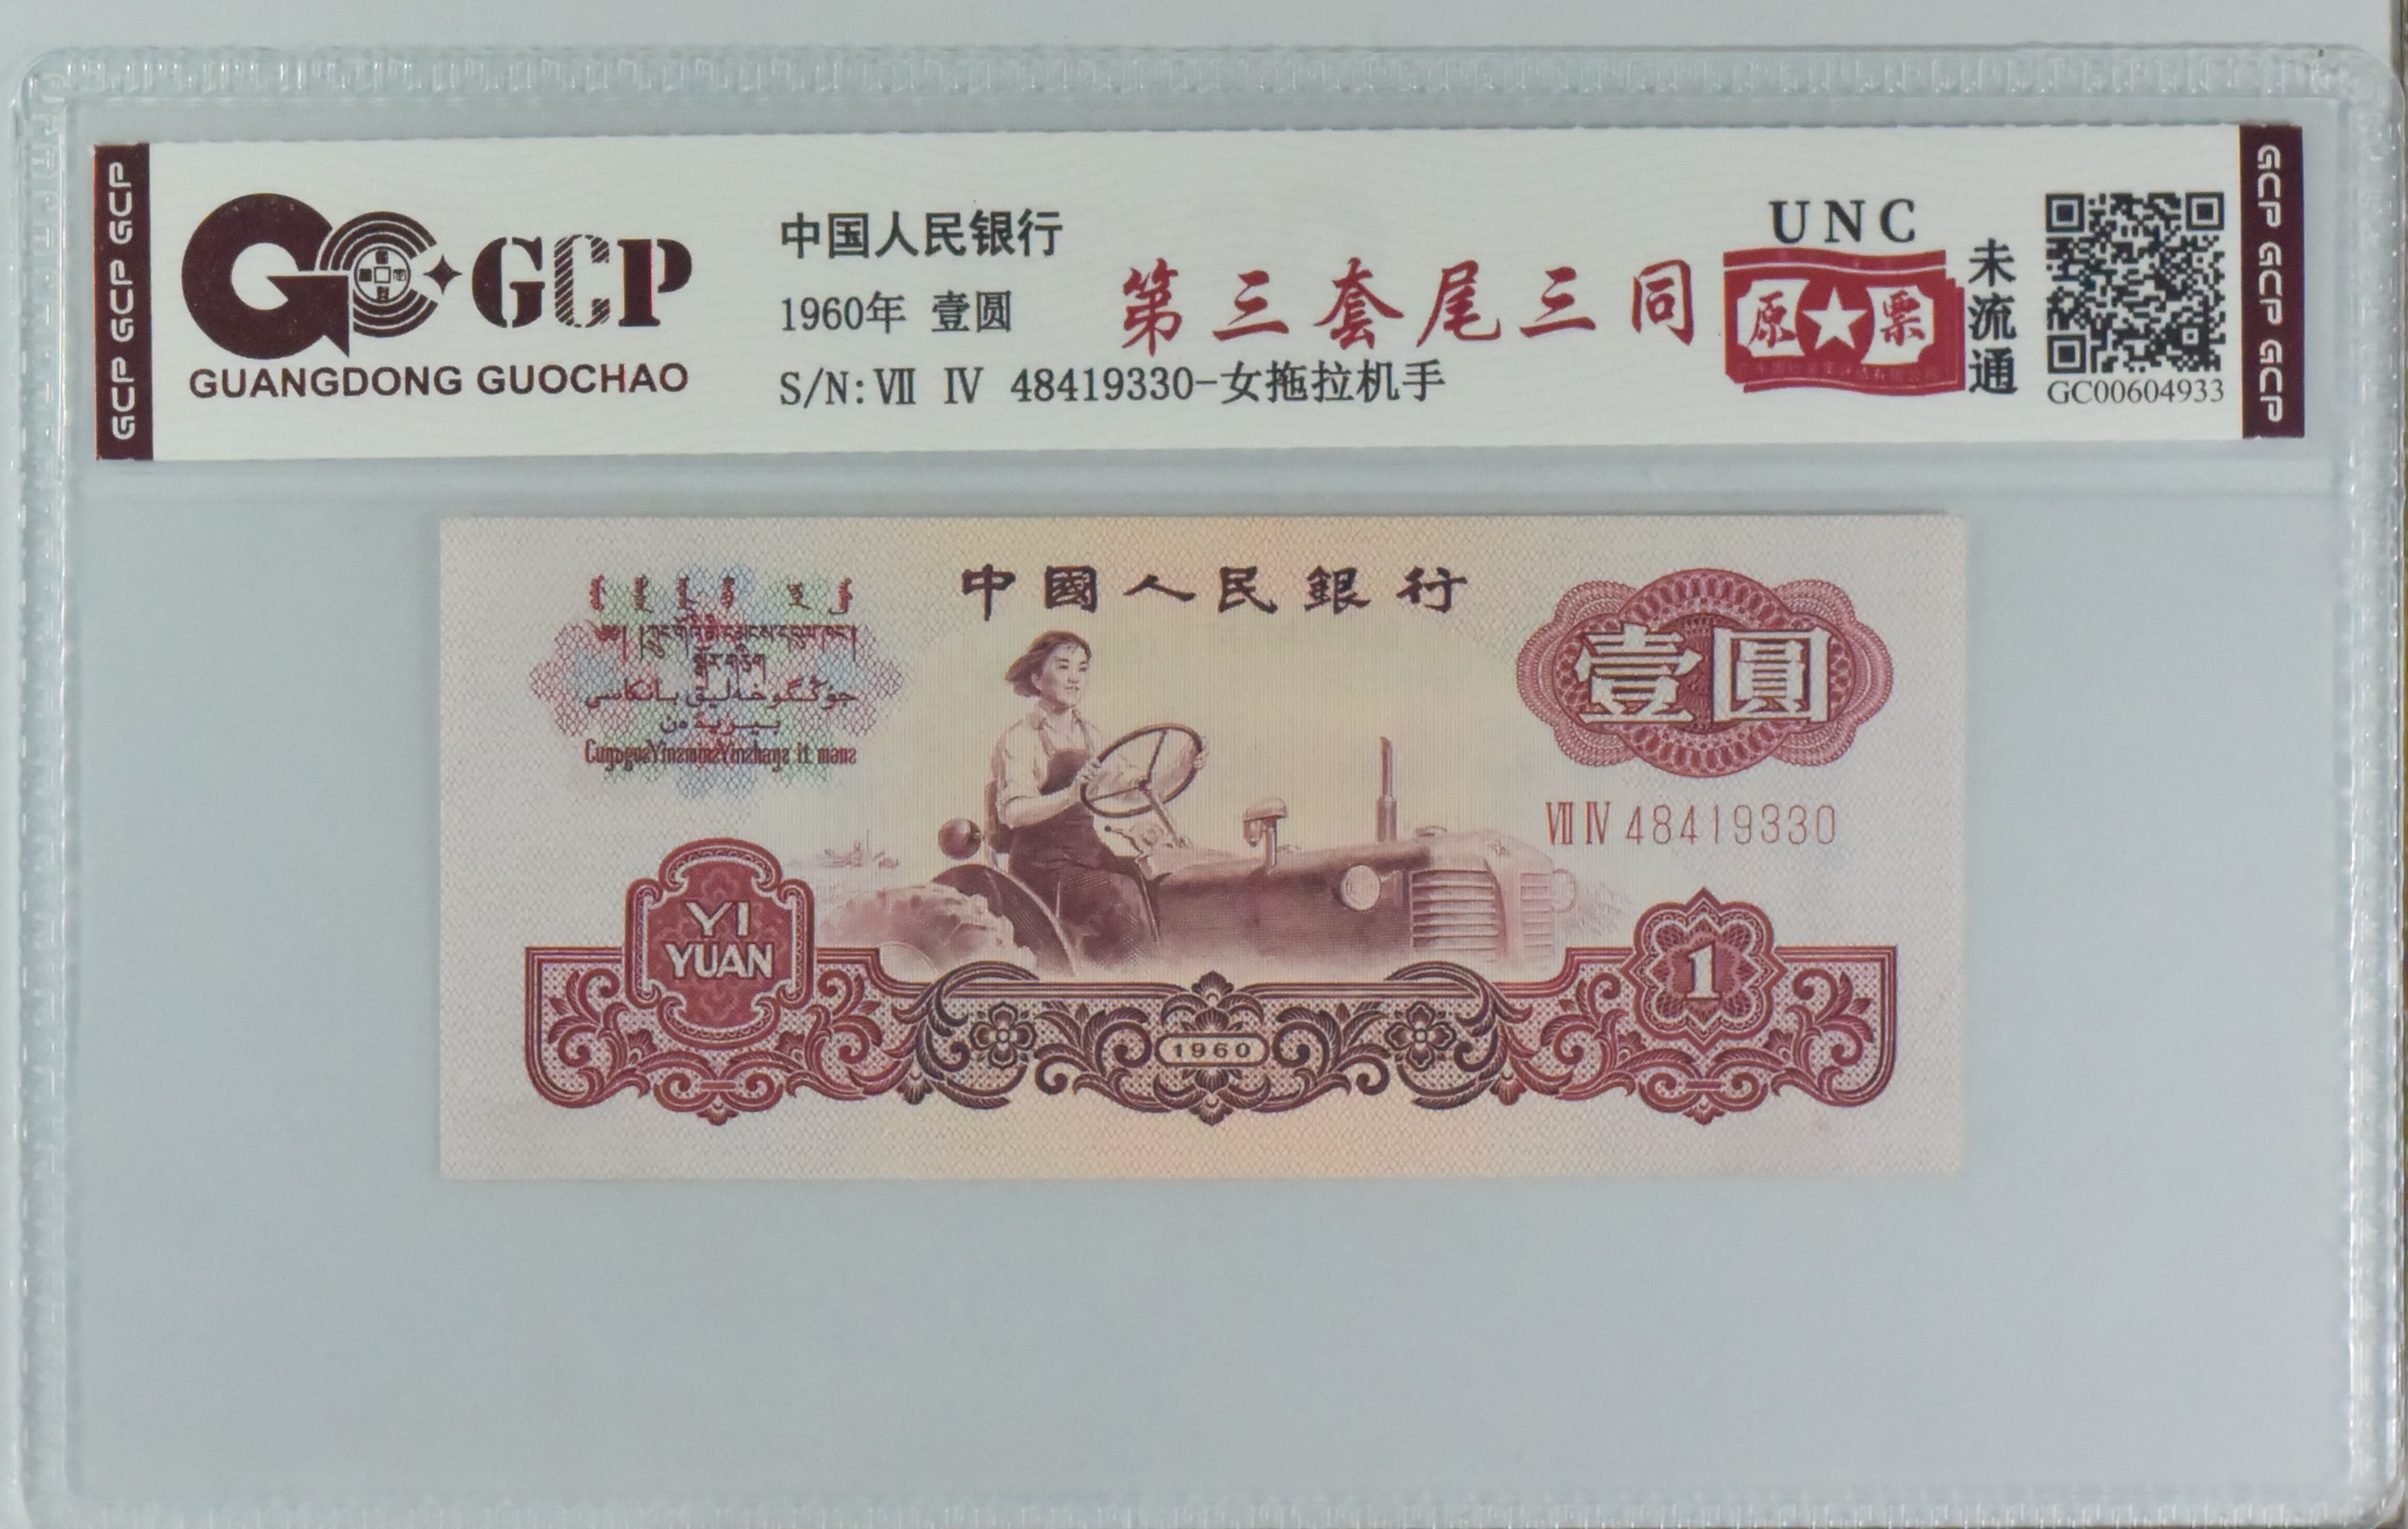 GCP GCP GCP
GCP
GUANGDONG GUOCHAO
中国人民银行
1960年 壹圆
S/N:Ⅶ Ⅳ 48419330-女拖拉机手
第三套尾三同
UNC
原★票
未流通
GC00604933
GCP GCP GCP
中國人民銀行
壹圓
Ⅶ Ⅳ 48419330
YI
YUAN
1
1960